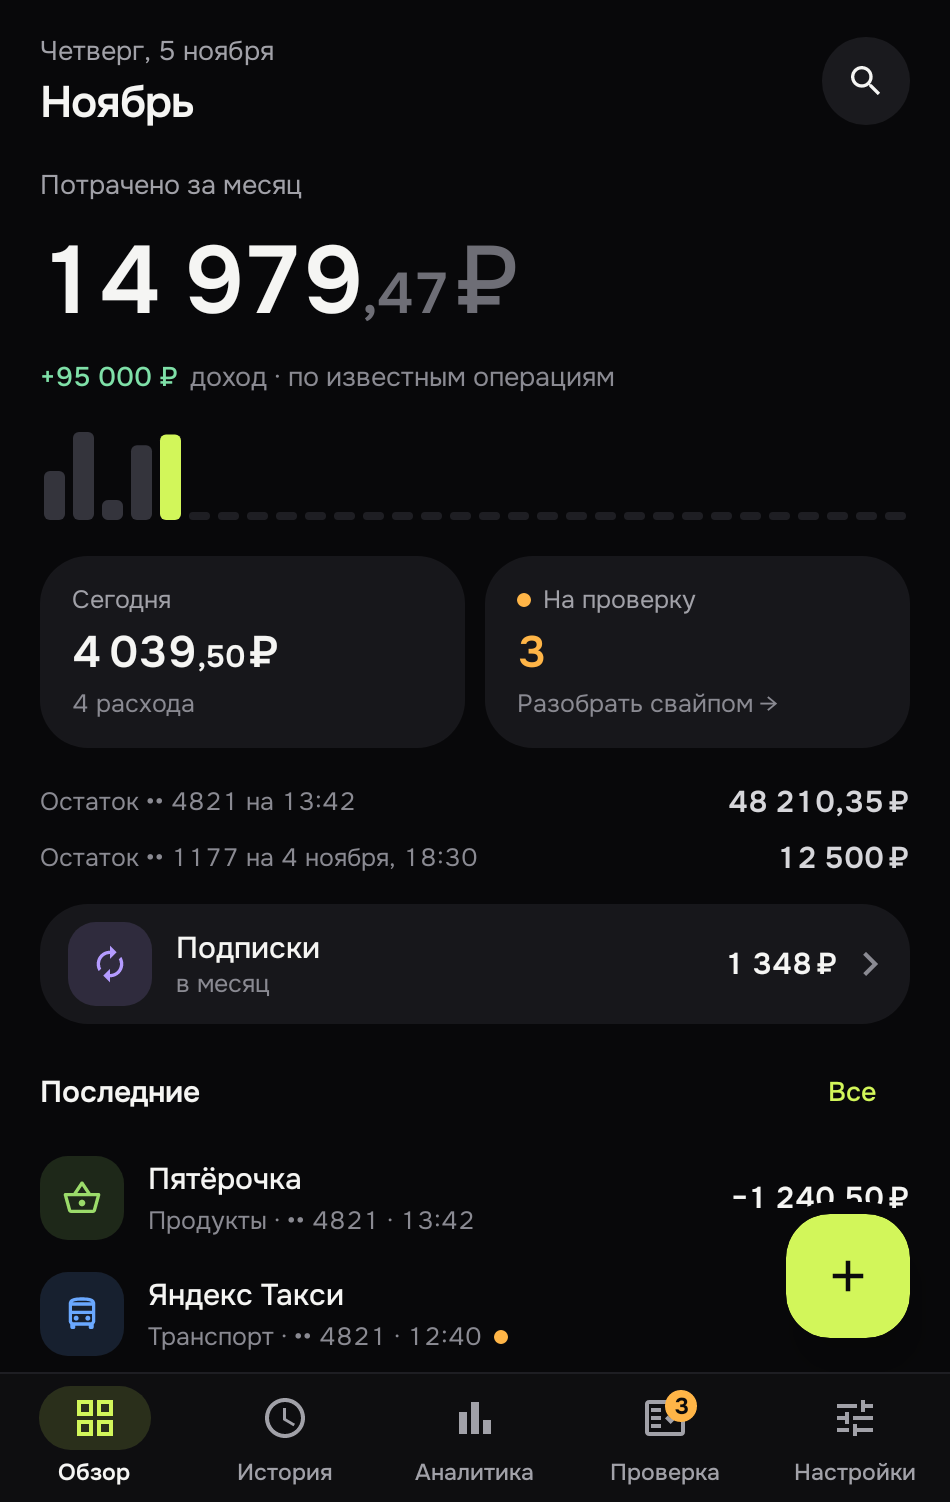 Четверг, 5 ноября
Ноябрь
Потрачено за месяц
14 979,47 ₽
+95 000 ₽ доход · по известным операциям
Сегодня
4 039,50 ₽
4 расхода
На проверку
3
Разобрать свайпом →
Остаток •• 4821 на 13:42
48 210,35 ₽
Остаток •• 1177 на 4 ноября, 18:30
12 500 ₽
Подписки
в месяц
1 348 ₽
Последние
Все
Пятёрочка
−1 240,50 ₽
Продукты · •• 4821 · 13:42
Яндекс Такси
Транспорт · •• 4821 · 12:40
3
Обзор
История
Аналитика
Проверка
Настройки